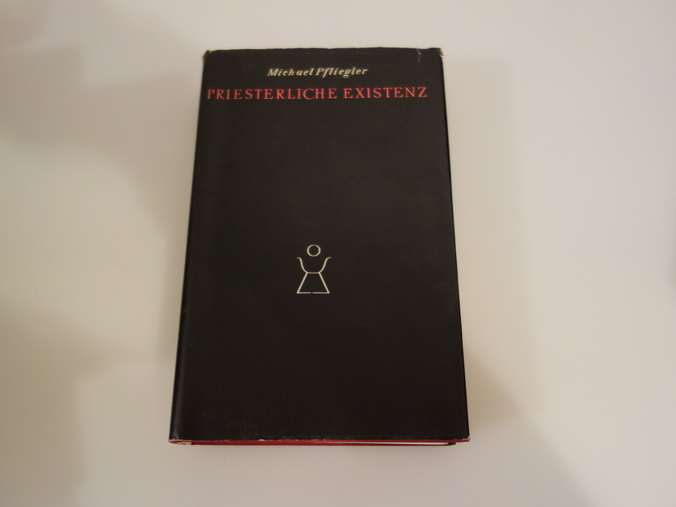 Michael Pfliegler
PRIESTERLICHE EXISTENZ